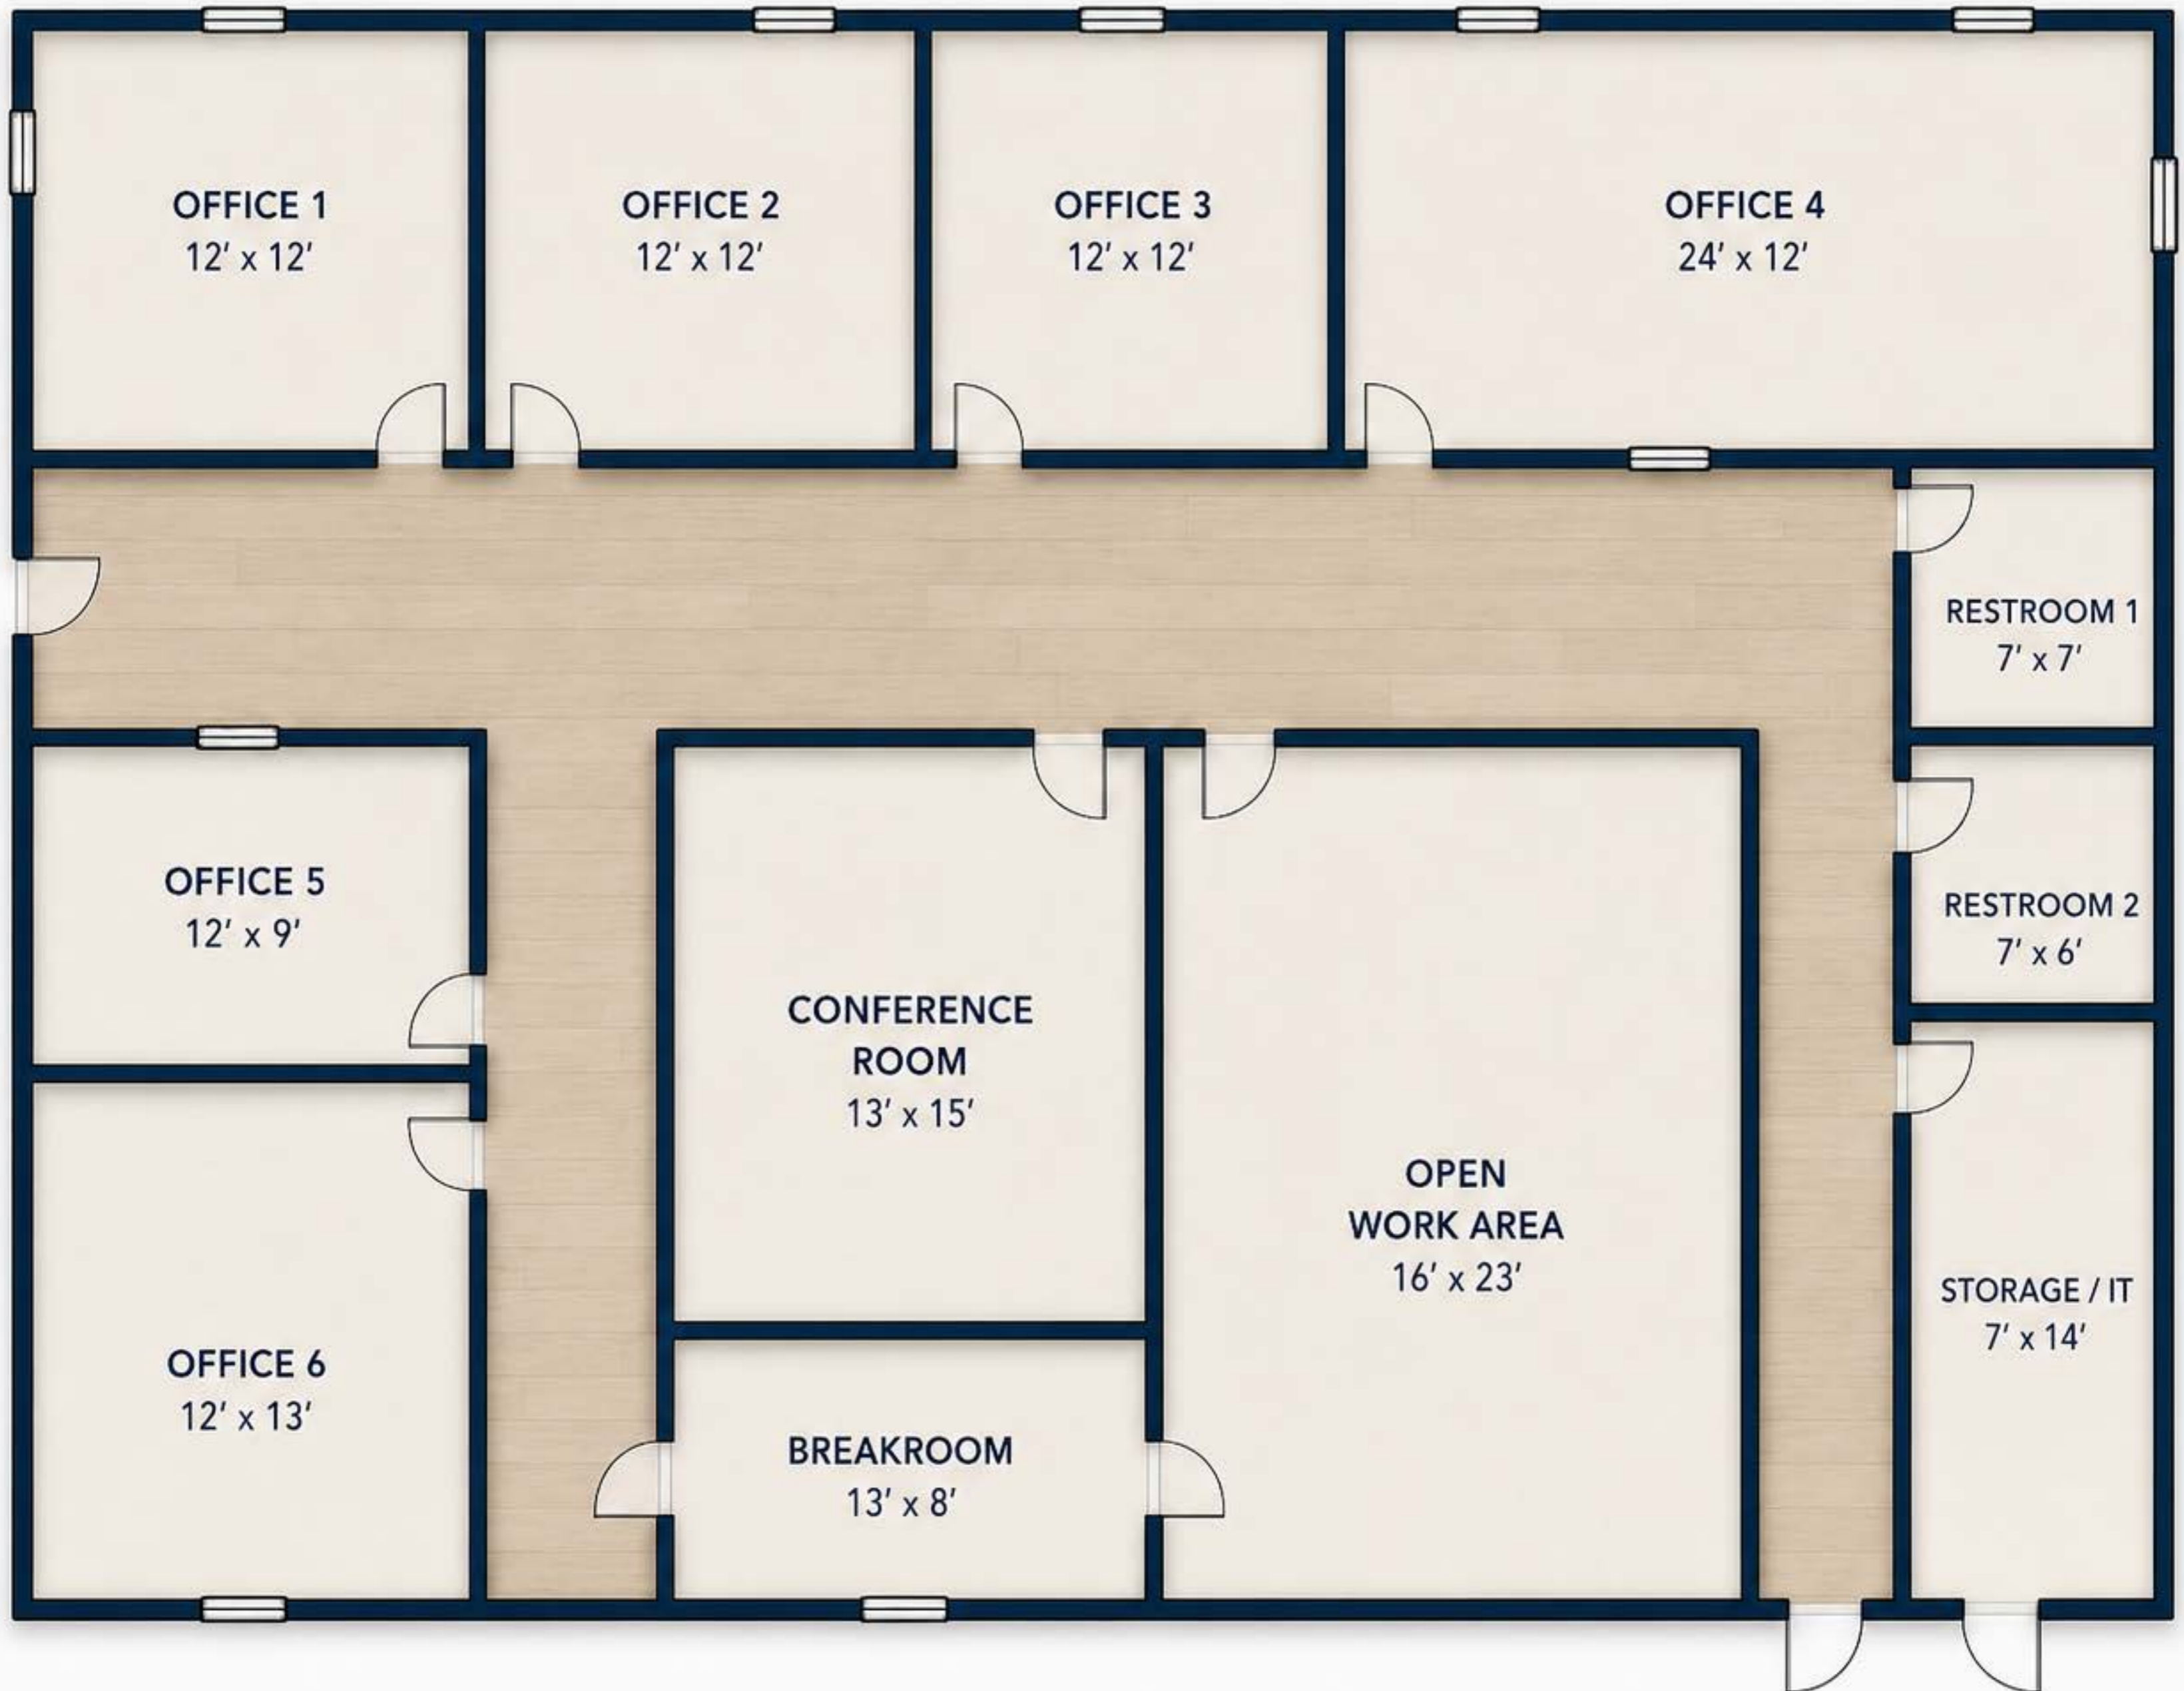 OFFICE 1
12' x 12'
OFFICE 2
12' x 12'
OFFICE 3
12' x 12'
OFFICE 4
24' x 12'
RESTROOM 1
7' x 7'
OFFICE 5
12' x 9'
RESTROOM 2
7' x 6'
CONFERENCE
ROOM
13' x 15'
OPEN
WORK AREA
16' x 23'
STORAGE / IT
7' x 14'
OFFICE 6
12' x 13'
BREAKROOM
13' x 8'